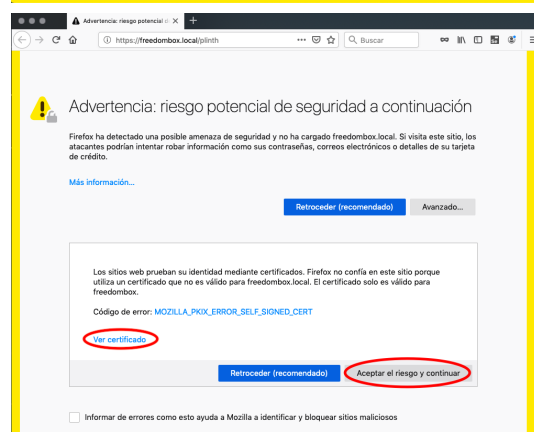 Advertencia: riesgo potencial d
https://freedombox.local/plinth
Buscar
Advertencia: riesgo potencial de seguridad a continuación
Firefox ha detectado una posible amenaza de seguridad y no ha cargado freedombox.local. Si visita este sitio, los
atacantes podrían intentar robar información como sus contraseñas, correos electrónicos o detalles de su tarjeta
de crédito.
Más información...
Retroceder (recomendado)
Avanzado...
Los sitios web prueban su identidad mediante certificados. Firefox no confía en este sitio porque
utiliza un certificado que no es válido para freedombox.local. El certificado solo es válido para
freedombox.
Código de error: MOZILLA_PKIX_ERROR_SELF_SIGNED_CERT
Ver certificado
Retroceder (recomendado)
Aceptar el riesgo y continuar
Informar de errores como esto ayuda a Mozilla a identificar y bloquear sitios maliciosos